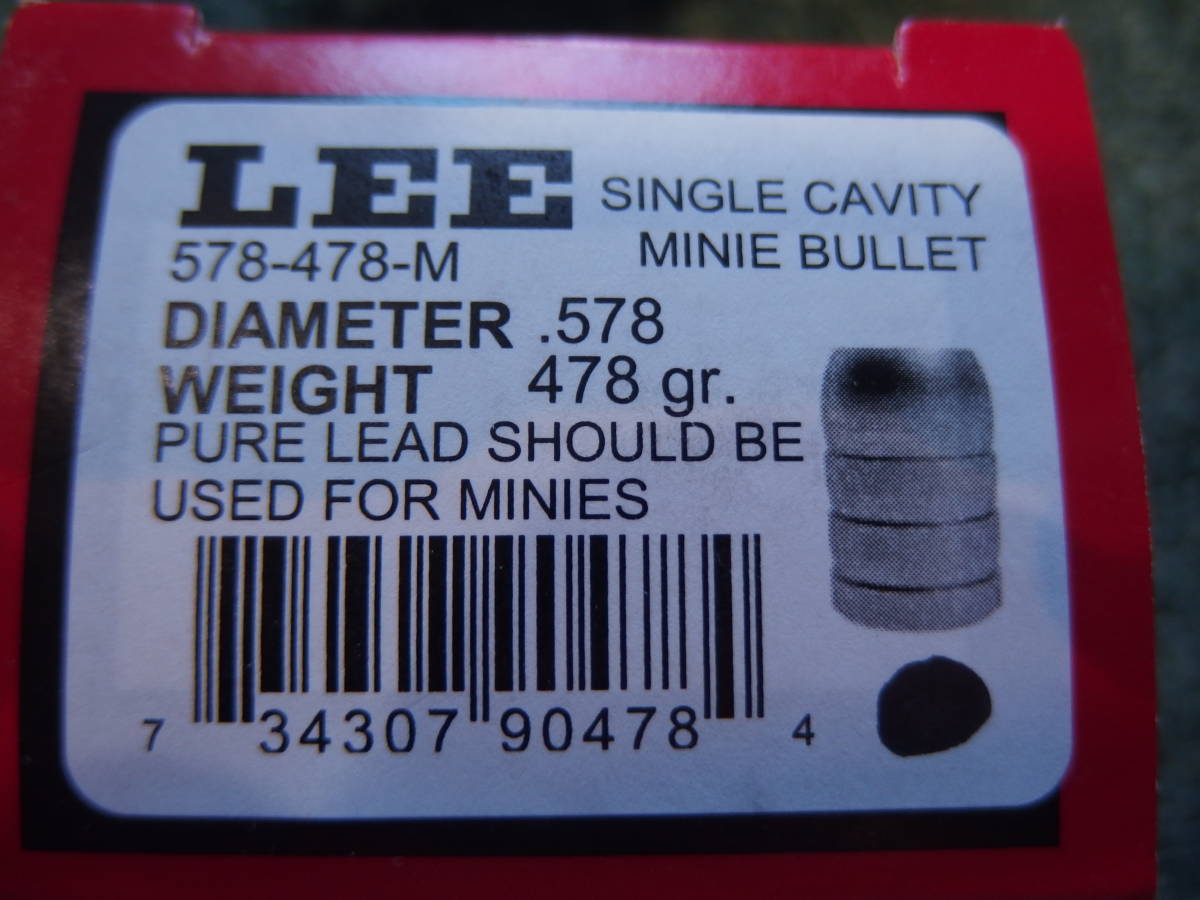 LEE
SINGLE CAVITY
MINIE BULLET
578-478-M
DIAMETER .578
WEIGHT 478 gr.
PURE LEAD SHOULD BE
USED FOR MINIES
7 34307 90478 4